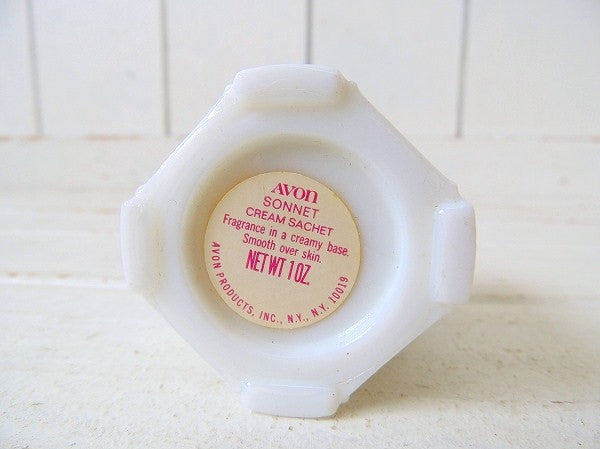 AVON
SONNET
CREAM SACHET
Fragrance in a creamy base.
Smooth over skin.
NET WT 1 OZ.
AVON PRODUCTS, INC., N.Y., N.Y. 10019